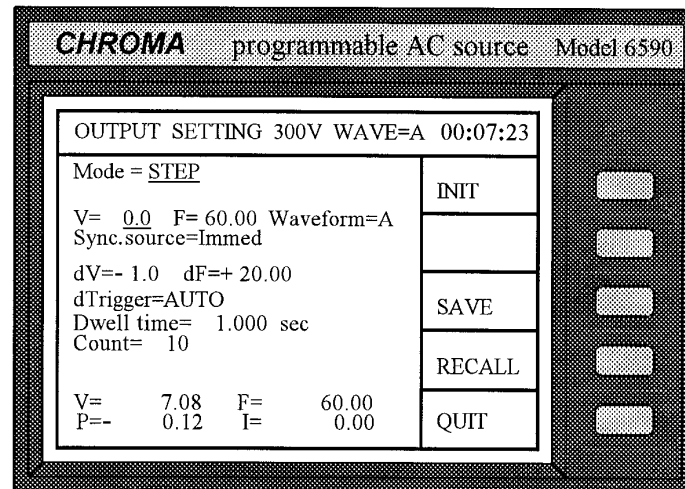 CHROMA programmable AC source Model 6590
OUTPUT SETTING 300V WAVE=A 00:07:23
Mode = STEP
INIT
V= 0.0 F= 60.00 Waveform=A
Sync.source=Immed
dV=- 1.0 dF=+ 20.00
dTrigger=AUTO
SAVE
Dwell time= 1.000 sec
Count= 10
RECALL
V= 7.08 F= 60.00
P=- 0.12 I= 0.00
QUIT